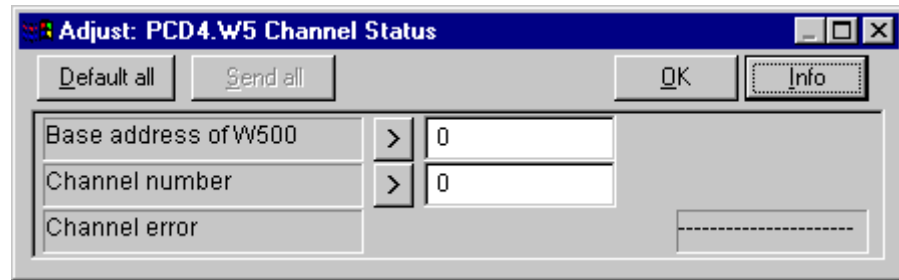 Adjust: PCD4.W5 Channel Status
Default all Send all OK Info
Base address of W500 > 0
Channel number > 0
Channel error ----------------------